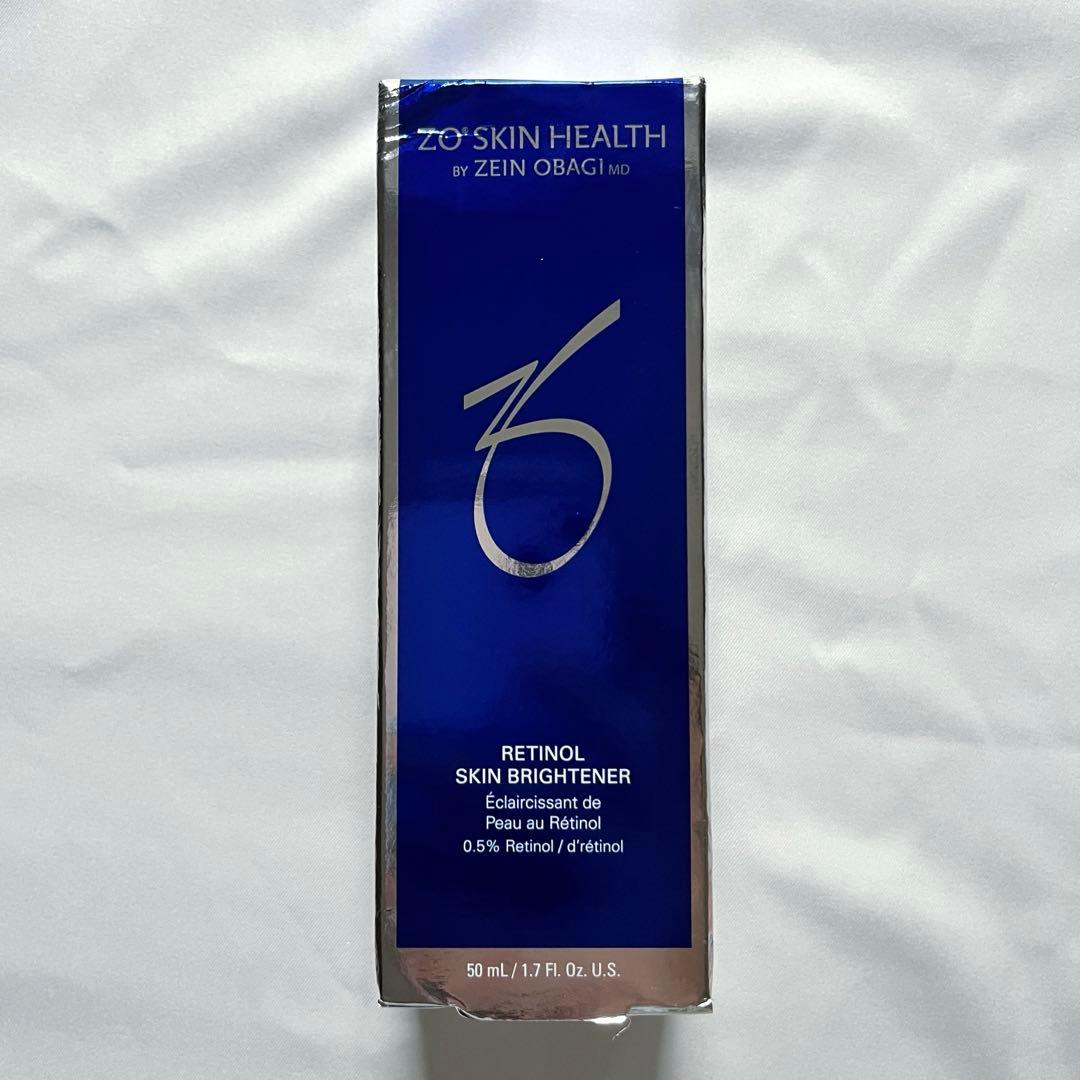 ZO® SKIN HEALTH
BY ZEIN OBAGI MD
RETINOL
SKIN BRIGHTENER
Éclaircissant de
Peau au Rétinol
0.5% Retinol / d'rétinol
50 mL / 1.7 Fl. Oz. U.S.